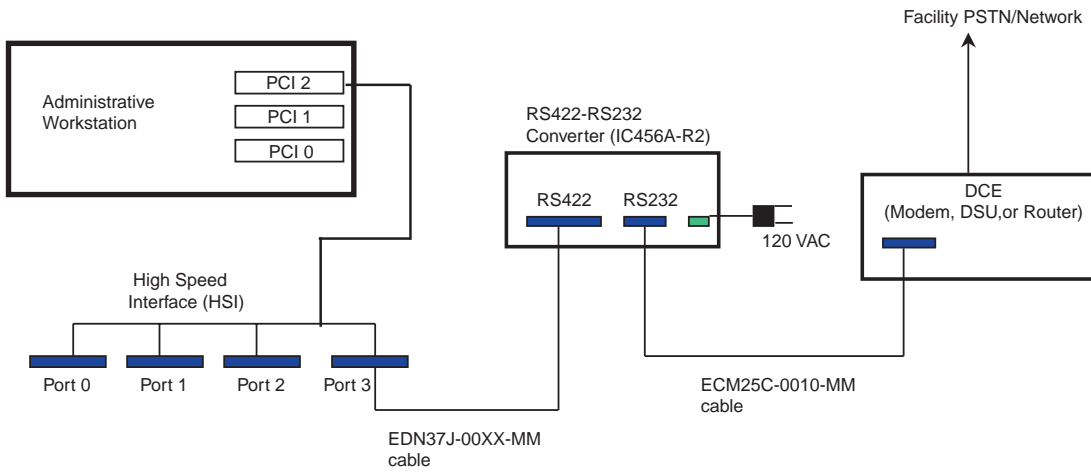 Facility PSTN/Network
Administrative
Workstation
PCI 2
PCI 1
PCI 0
RS422-RS232
Converter (IC456A-R2)
RS422
RS232
120 VAC
DCE
(Modem, DSU,or Router)
High Speed
Interface (HSI)
Port 0
Port 1
Port 2
Port 3
EDN37J-00XX-MM
cable
ECM25C-0010-MM
cable